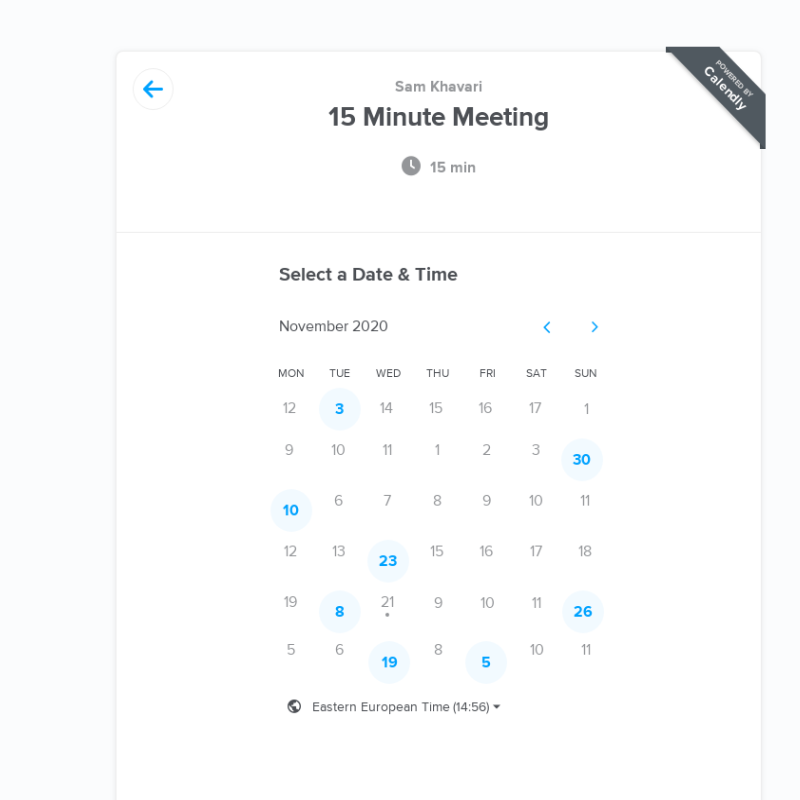 POWERED BY
Calendly
Sam Khavari
15 Minute Meeting
15 min
Select a Date & Time
November 2020
MON TUE WED THU FRI SAT SUN
12 3 14 15 16 17 1
9 10 11 1 2 3 30
10 6 7 8 9 10 11
12 13 23 15 16 17 18
19 8 21 9 10 11 26
5 6 19 8 5 10 11
Eastern European Time (14:56)